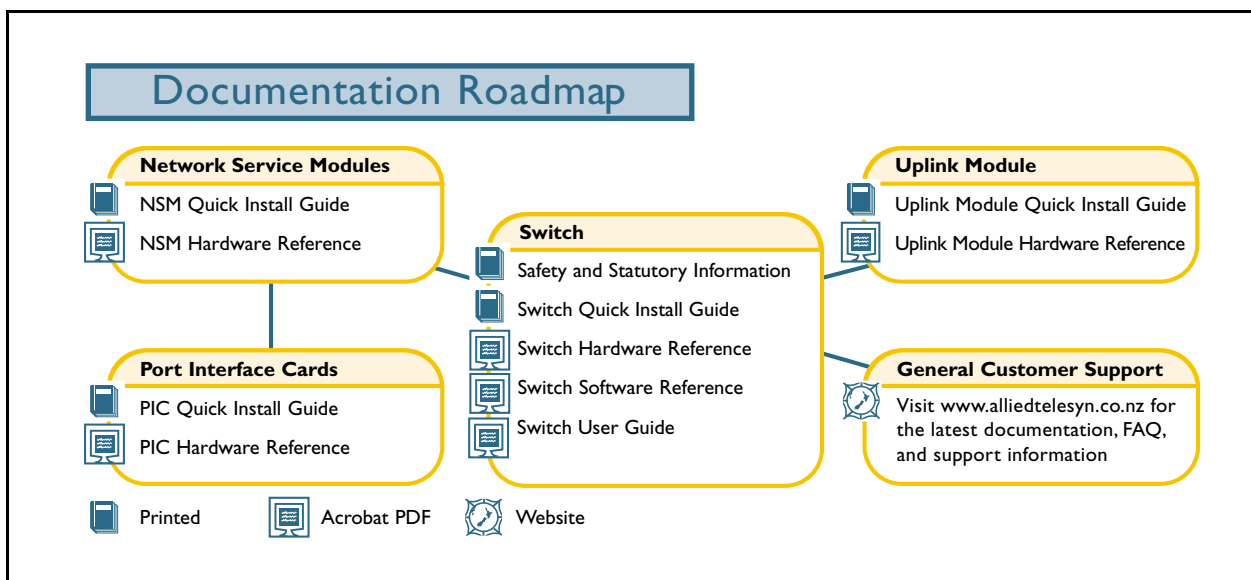 Documentation Roadmap
Network Service Modules
NSM Quick Install Guide
NSM Hardware Reference
Port Interface Cards
PIC Quick Install Guide
PIC Hardware Reference
Switch
Safety and Statutory Information
Switch Quick Install Guide
Switch Hardware Reference
Switch Software Reference
Switch User Guide
Uplink Module
Uplink Module Quick Install Guide
Uplink Module Hardware Reference
General Customer Support
Visit www.alliedtelesyn.co.nz for
the latest documentation, FAQ,
and support information
Printed
Acrobat PDF
Website